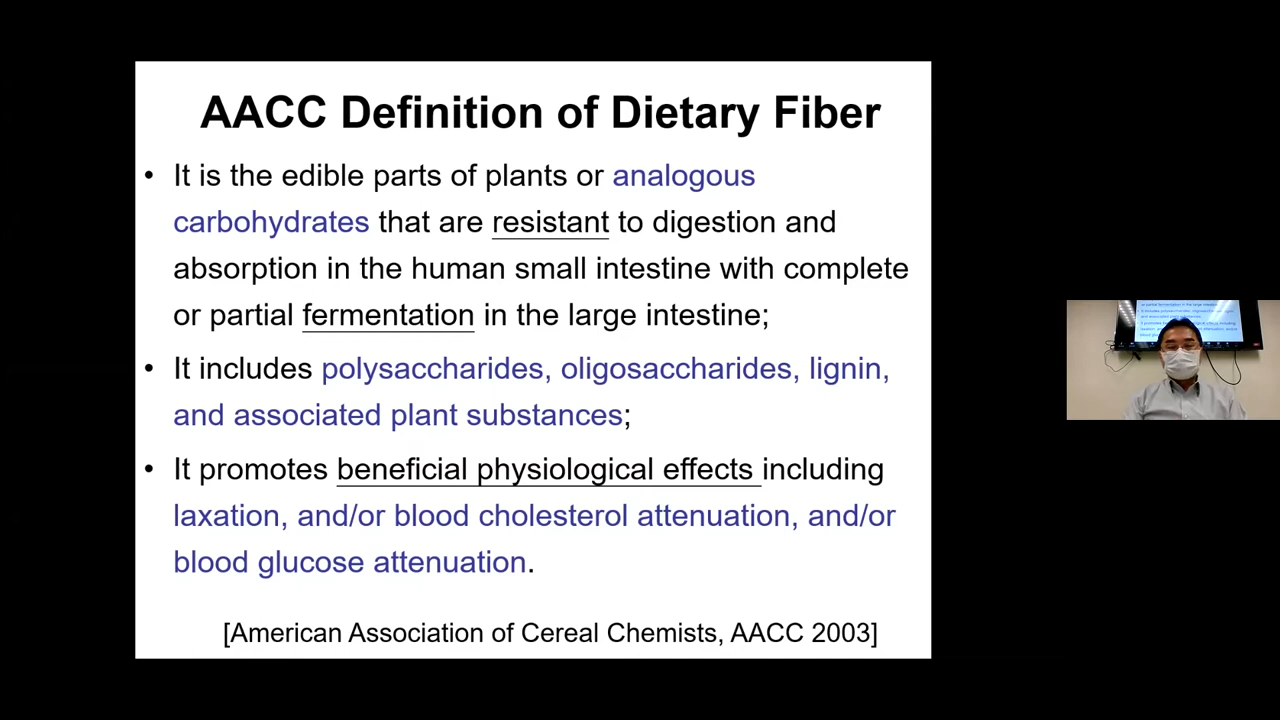 AACC Definition of Dietary Fiber
• It is the edible parts of plants or analogous
carbohydrates that are resistant to digestion and
absorption in the human small intestine with complete
or partial fermentation in the large intestine;
• It includes polysaccharides, oligosaccharides, lignin,
and associated plant substances;
• It promotes beneficial physiological effects including
laxation, and/or blood cholesterol attenuation, and/or
blood glucose attenuation.
[American Association of Cereal Chemists, AACC 2003]